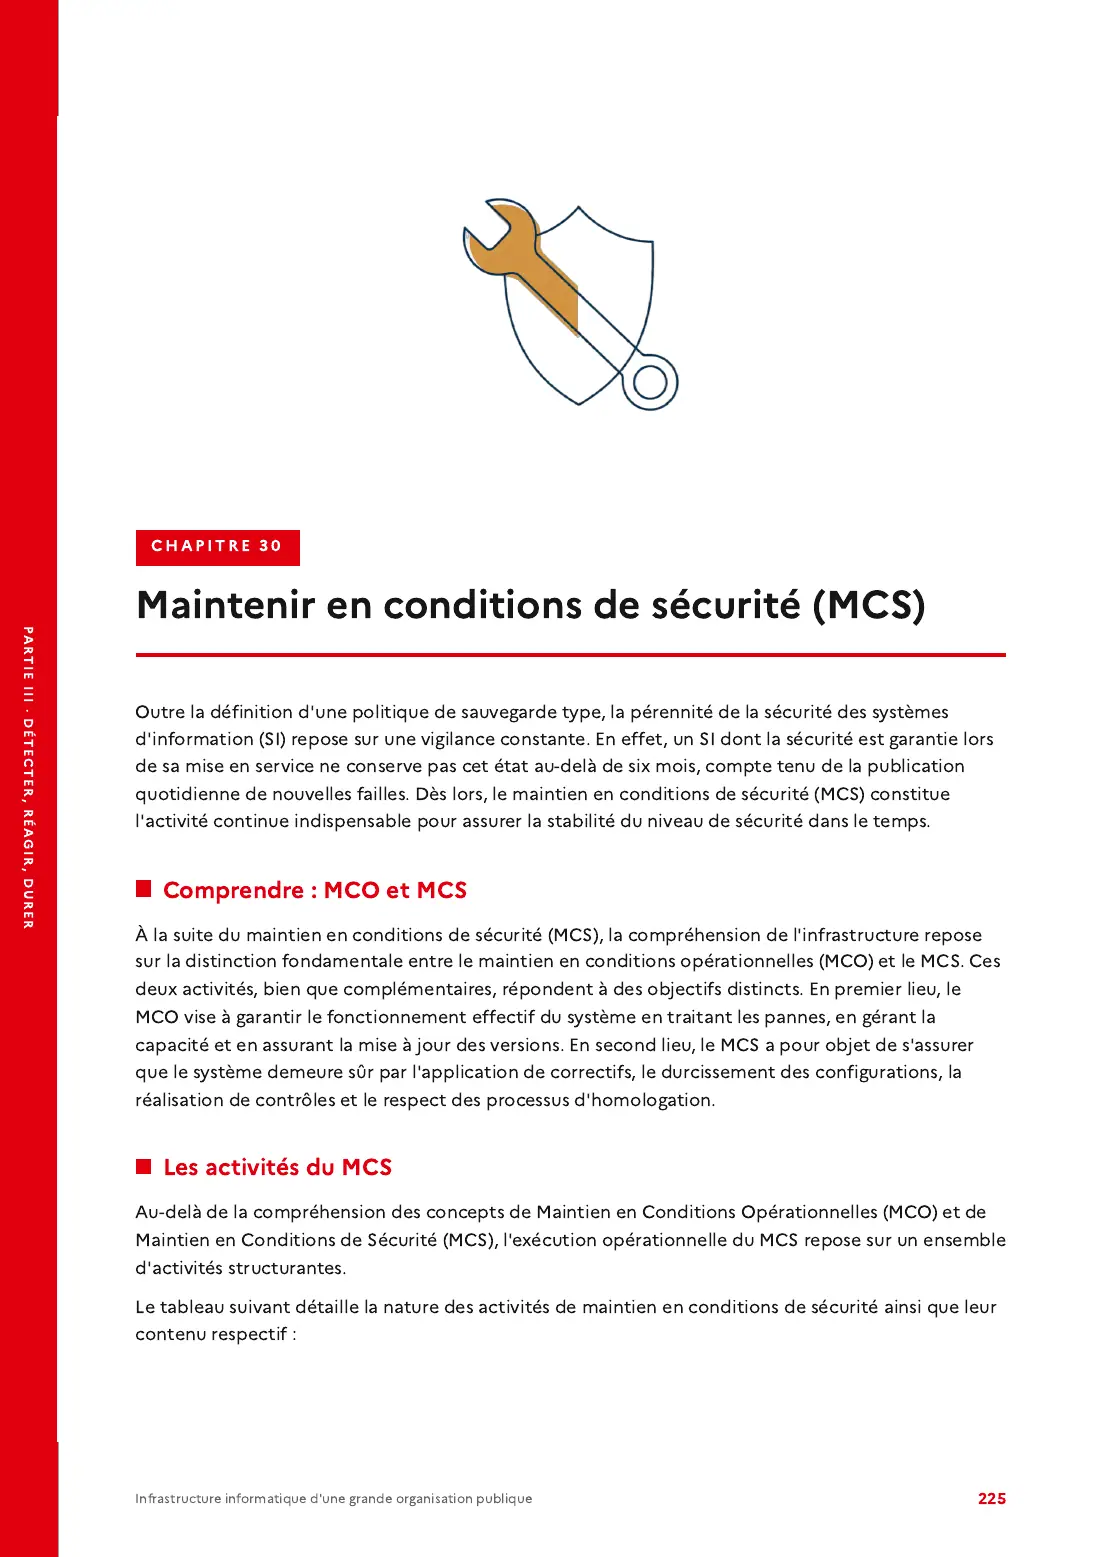 CHAPITRE 30
Maintenir en conditions de sécurité (MCS)
PARTIE III · DÉTECTER, RÉAGIR, DURER
Outre la définition d'une politique de sauvegarde type, la pérennité de la sécurité des systèmes
d'information (SI) repose sur une vigilance constante. En effet, un SI dont la sécurité est garantie lors
de sa mise en service ne conserve pas cet état au-delà de six mois, compte tenu de la publication
quotidienne de nouvelles failles. Dès lors, le maintien en conditions de sécurité (MCS) constitue
l'activité continue indispensable pour assurer la stabilité du niveau de sécurité dans le temps.
Comprendre : MCO et MCS
À la suite du maintien en conditions de sécurité (MCS), la compréhension de l'infrastructure repose
sur la distinction fondamentale entre le maintien en conditions opérationnelles (MCO) et le MCS. Ces
deux activités, bien que complémentaires, répondent à des objectifs distincts. En premier lieu, le
MCO vise à garantir le fonctionnement effectif du système en traitant les pannes, en gérant la
capacité et en assurant la mise à jour des versions. En second lieu, le MCS a pour objet de s'assurer
que le système demeure sûr par l'application de correctifs, le durcissement des configurations, la
réalisation de contrôles et le respect des processus d'homologation.
Les activités du MCS
Au-delà de la compréhension des concepts de Maintien en Conditions Opérationnelles (MCO) et de
Maintien en Conditions de Sécurité (MCS), l'exécution opérationnelle du MCS repose sur un ensemble
d'activités structurantes.
Le tableau suivant détaille la nature des activités de maintien en conditions de sécurité ainsi que leur
contenu respectif :
Infrastructure informatique d'une grande organisation publique
225